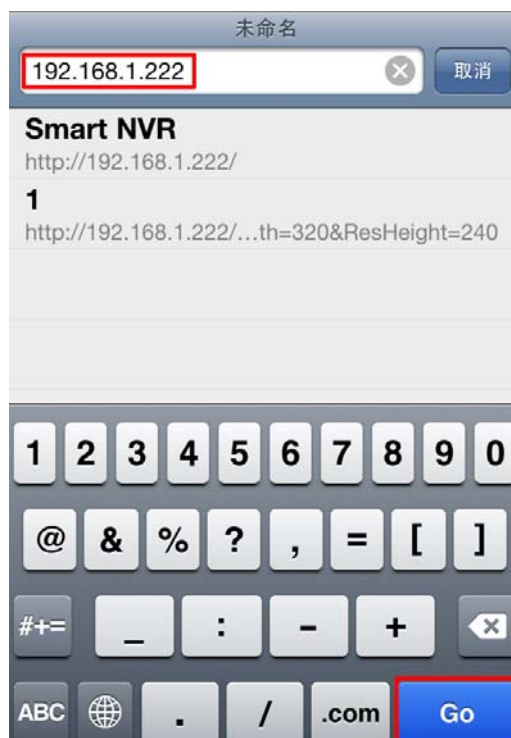 未命名
192.168.1.222
取消
Smart NVR
http://192.168.1.222/
1
http://192.168.1.222/...th=320&ResHeight=240
1 2 3 4 5 6 7 8 9 0
@ & % ? , = [ ]
#+= _ : - +
ABC . / .com Go